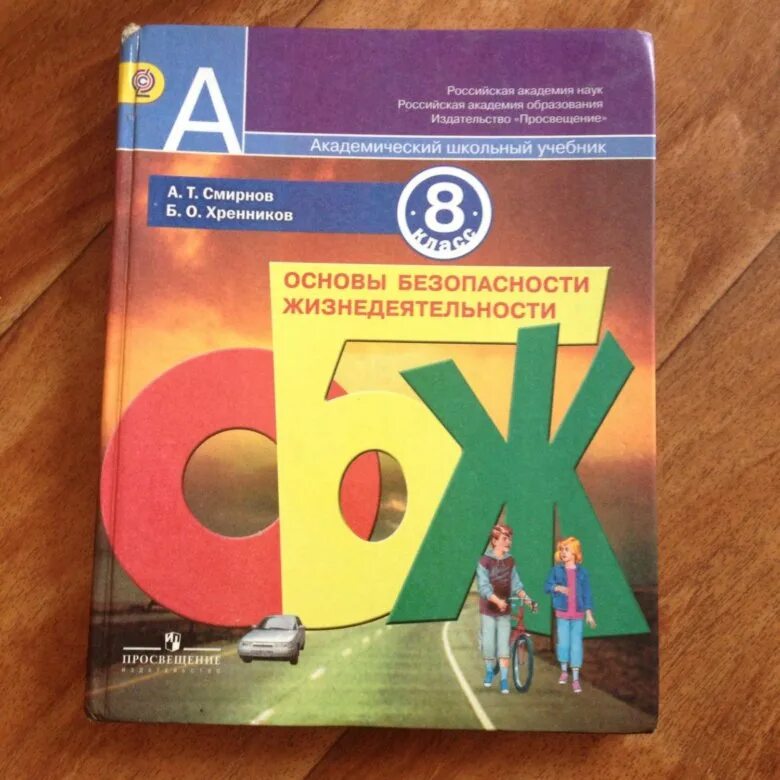 А
Российская академия наук
Российская академия образования
Издательство «Просвещение»
Академический школьный учебник
А. Т. Смирнов
Б. О. Хренников
8
класс
ОСНОВЫ БЕЗОПАСНОСТИ
ЖИЗНЕДЕЯТЕЛЬНОСТИ
ОБЖ
ПРОСВЕЩЕНИЕ
ИЗДАТЕЛЬСТВО